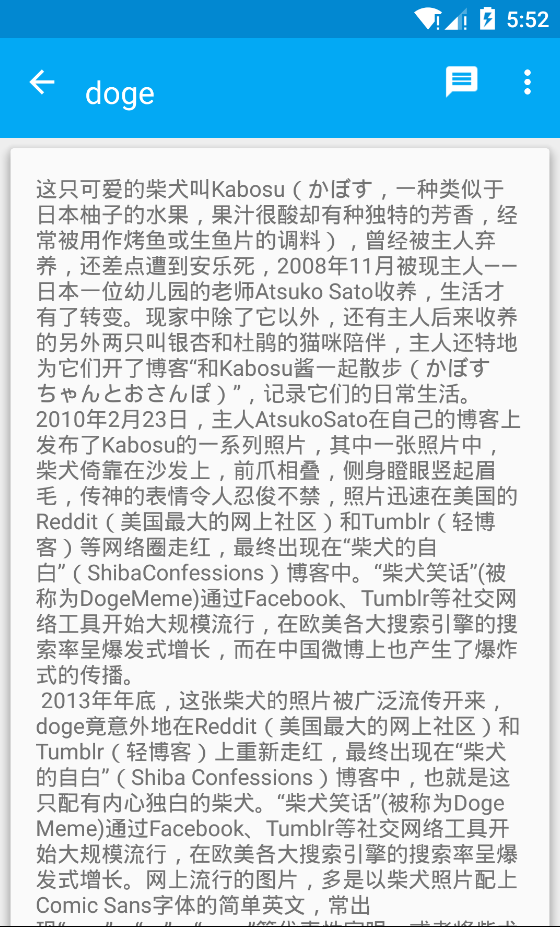 5:52
doge
这只可爱的柴犬叫Kabosu（かぼす，一种类似于
日本柚子的水果，果汁很酸却有种独特的芳香，经
常被用作烤鱼或生鱼片的调料），曾经被主人弃
养，还差点遭到安乐死，2008年11月被现主人——
日本一位幼儿园的老师Atsuko Sato收养，生活才
有了转变。现家中除了它以外，还有主人后来收养
的另外两只叫银杏和杜鹃的猫咪陪伴，主人还特地
为它们开了博客“和Kabosu酱一起散步（かぼす
ちゃんとおさんぽ）”，记录它们的日常生活。
2010年2月23日，主人AtsukoSato在自己的博客上
发布了Kabosu的一系列照片，其中一张照片中，
柴犬倚靠在沙发上，前爪相叠，侧身瞪眼竖起眉
毛，传神的表情令人忍俊不禁，照片迅速在美国的
Reddit（美国最大的网上社区）和Tumblr（轻博
客）等网络圈走红，最终出现在“柴犬的自
白”（ShibaConfessions）博客中。“柴犬笑话”(被
称为DogeMeme)通过Facebook、Tumblr等社交网
络工具开始大规模流行，在欧美各大搜索引擎的搜
索率呈爆发式增长，而在中国微博上也产生了爆炸
式的传播。
2013年年底，这张柴犬的照片被广泛流传开来，
doge竟意外地在Reddit（美国最大的网上社区）和
Tumblr（轻博客）上重新走红，最终出现在“柴犬
的自白”（Shiba Confessions）博客中，也就是这
只配有内心独白的柴犬。“柴犬笑话”(被称为Doge
Meme)通过Facebook、Tumblr等社交网络工具开
始大规模流行，在欧美各大搜索引擎的搜索率呈爆
发式增长。网上流行的图片，多是以柴犬照片配上
Comic Sans字体的简单英文，常出